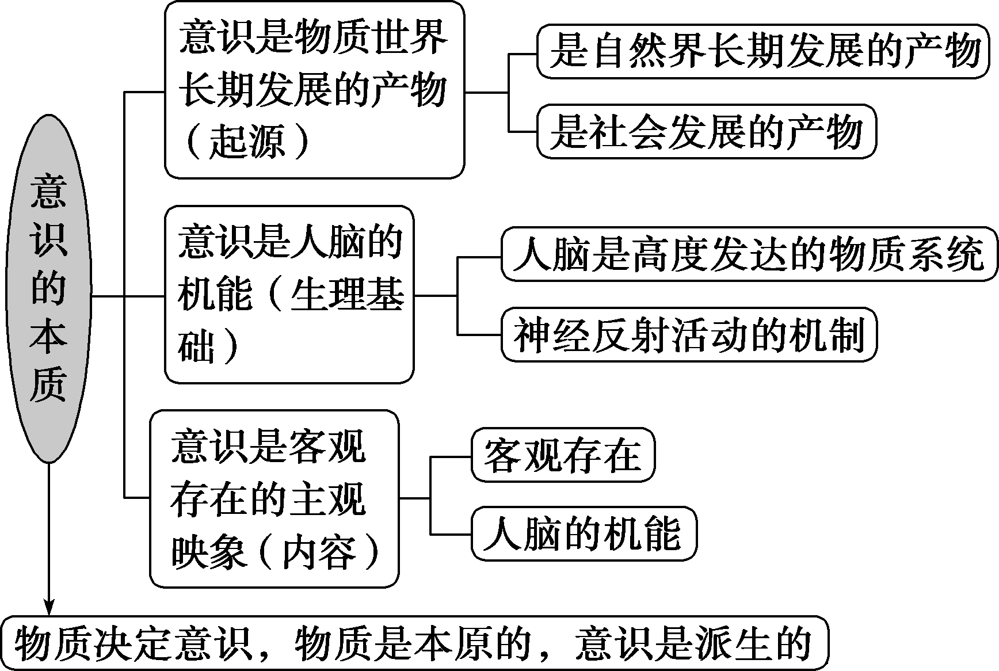 意识的本质
意识是物质世界
长期发展的产物
（起源）
是自然界长期发展的产物
是社会发展的产物
意识是人脑的
机能（生理基
础）
人脑是高度发达的物质系统
神经反射活动的机制
意识是客观
存在的主观
映象（内容）
客观存在
人脑的机能
物质决定意识，物质是本原的，意识是派生的